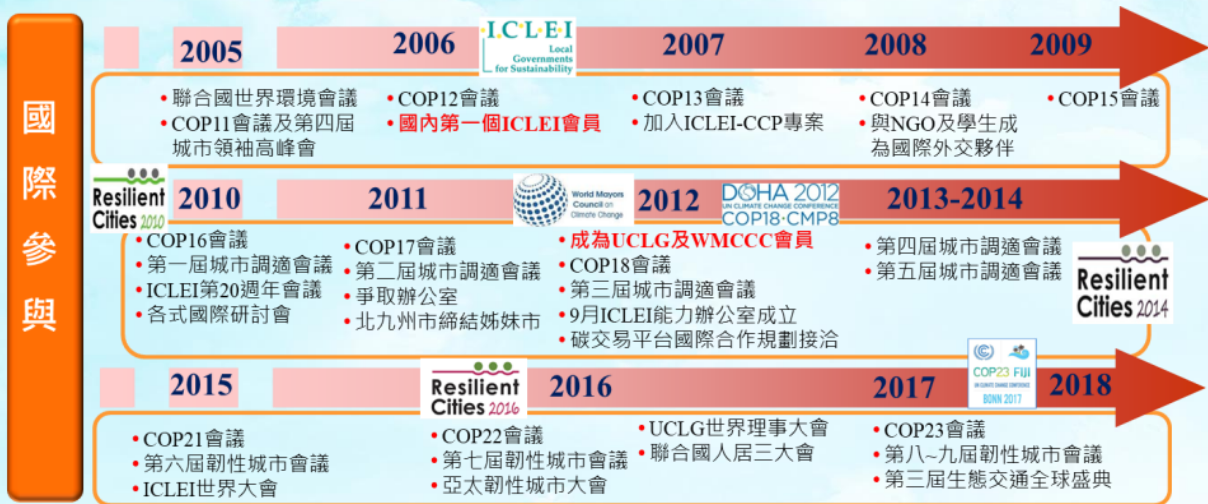 國際參與
2005
2006
I·C·L·E·I
Local
Governments
for Sustainability
2007
2008
2009
•聯合國世界環境會議
•COP11會議及第四屆
城市領袖高峰會
•COP12會議
•國內第一個ICLEI會員
•COP13會議
•加入ICLEI-CCP專案
•COP14會議
•與NGO及學生成
為國際外交夥伴
•COP15會議
Resilient
Cities 2010
2010
2011
World Mayors
Council on
Climate Change
2012
DOHA 2012
UN CLIMATE CHANGE CONFERENCE
COP18·CMP8
2013-2014
•COP16會議
•第一屆城市調適會議
•ICLEI第20週年會議
•各式國際研討會
•COP17會議
•第二屆城市調適會議
•爭取辦公室
•北九州市締結姊妹市
•成為UCLG及WMCCC會員
•COP18會議
•第三屆城市調適會議
•9月ICLEI能力辦公室成立
•碳交易平台國際合作規劃接洽
•第四屆城市調適會議
•第五屆城市調適會議
Resilient
Cities 2014
2015
Resilient
Cities 2016
2016
2017
COP23 FIJI
UN CLIMATE CHANGE CONFERENCE
BONN 2017
2018
•COP21會議
•第六屆韌性城市會議
•ICLEI世界大會
•COP22會議
•第七屆韌性城市會議
•亞太韌性城市大會
•UCLG世界理事大會
•聯合國人居三大會
•COP23會議
•第八~九屆韌性城市會議
•第三屆生態交通全球盛典